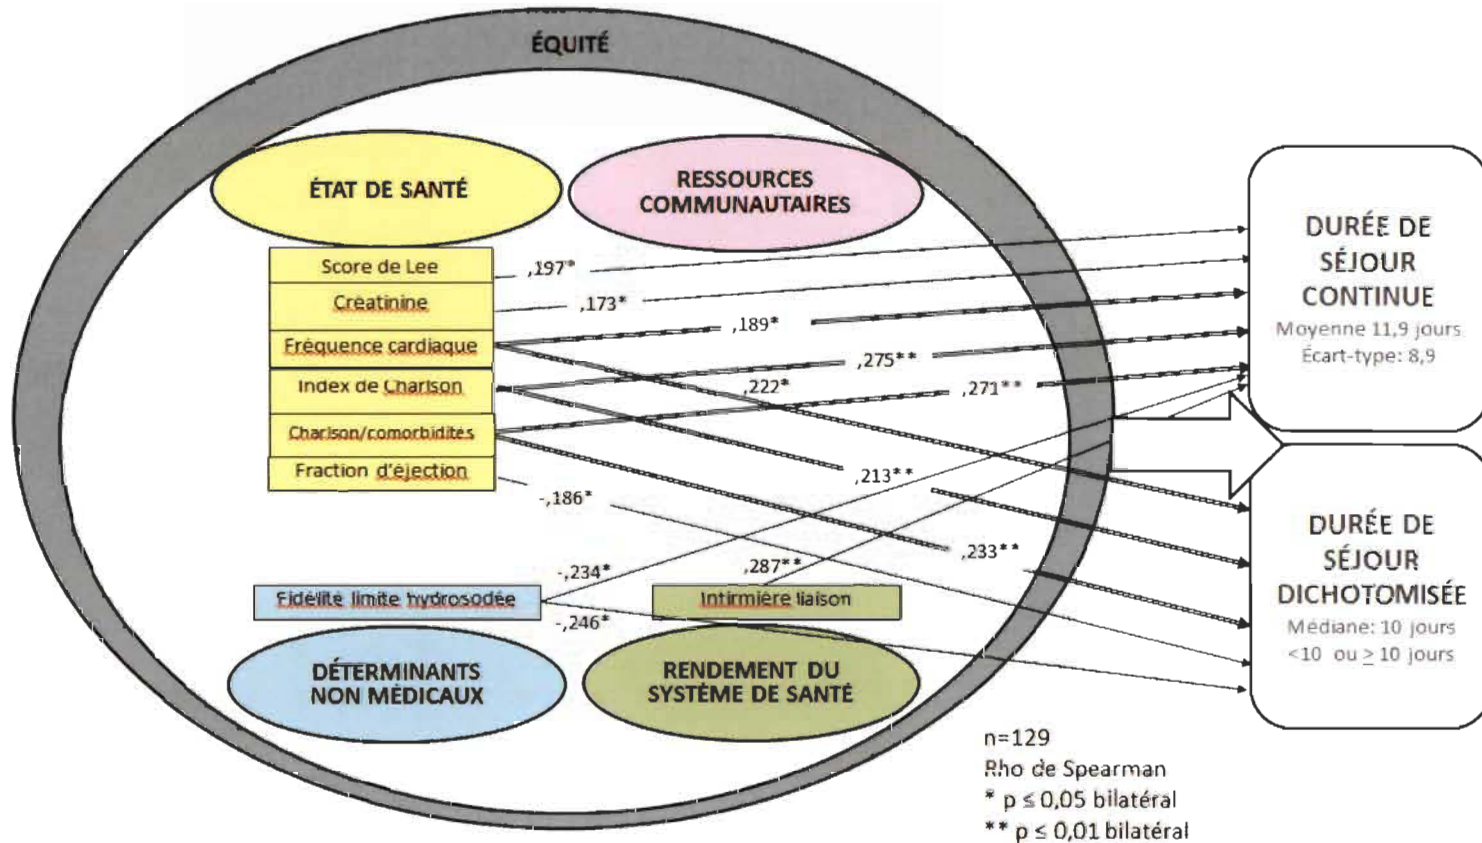 ÉQUITÉ
ÉTAT DE SANTÉ
RESSOURCES
COMMUNAUTAIRES
Score de Lee
Créatinine
Fréquence cardiaque
Index de Charlson
Charlson/comorbidités
Fraction d'éjection
,197*
,173*
,189*
,275**
,222*
,271**
,213**
-,186*
,233**
-,234*
,287**
-,246*
Fidélité limite hydrosodée
Infirmière liaison
DÉTERMINANTS
NON MÉDICAUX
RENDEMENT DU
SYSTÈME DE SANTÉ
DURÉE DE
SÉJOUR
CONTINUE
Moyenne 11,9 jours
Écart-type: 8,9
DURÉE DE
SÉJOUR
DICHOTOMISÉE
Médiane: 10 jours
<10 ou ≥ 10 jours
n=129
Rho de Spearman
* p ≤ 0,05 bilatéral
** p ≤ 0,01 bilatéral